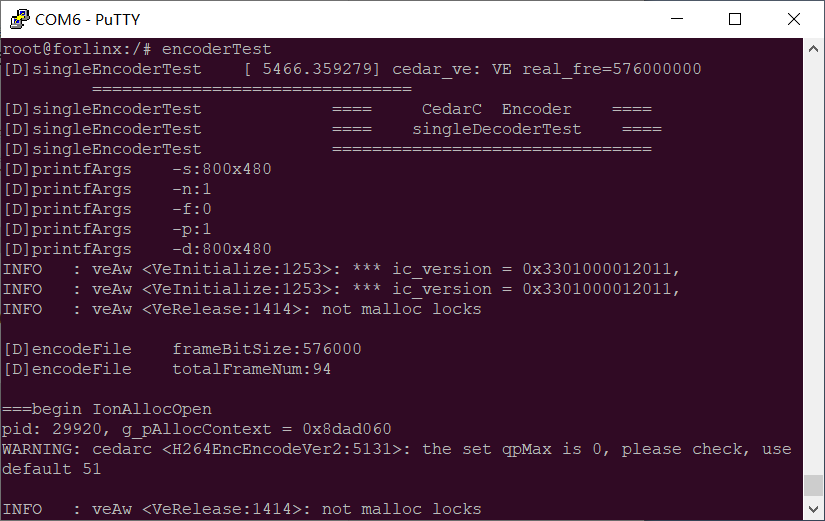 COM6 - PuTTY
root@forlinx:/# encoderTest
[D]singleEncoderTest    [ 5466.359279] cedar_ve: VE real_fre=576000000
         ================================
[D]singleEncoderTest             ====     CedarC  Encoder    ====
[D]singleEncoderTest             ====    singleDecoderTest    ====
[D]singleEncoderTest             ================================
[D]printfArgs    -s:800x480
[D]printfArgs    -n:1
[D]printfArgs    -f:0
[D]printfArgs    -p:1
[D]printfArgs    -d:800x480
INFO   : veAw <VeInitialize:1253>: *** ic_version = 0x3301000012011,
INFO   : veAw <VeInitialize:1253>: *** ic_version = 0x3301000012011,
INFO   : veAw <VeRelease:1414>: not malloc locks
[D]encodeFile    frameBitSize:576000
[D]encodeFile    totalFrameNum:94
===begin IonAllocOpen
pid: 29920, g_pAllocContext = 0x8dad060
WARNING: cedarc <H264EncEncodeVer2:5131>: the set qpMax is 0, please check, use
default 51
INFO   : veAw <VeRelease:1414>: not malloc locks